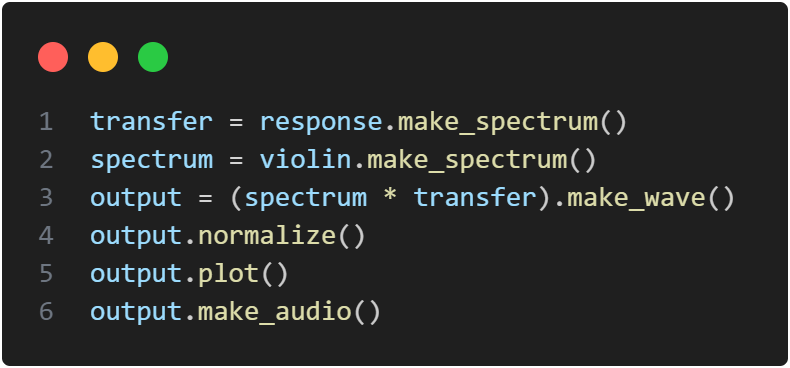 1 transfer = response.make_spectrum()
2 spectrum = violin.make_spectrum()
3 output = (spectrum * transfer).make_wave()
4 output.normalize()
5 output.plot()
6 output.make_audio()